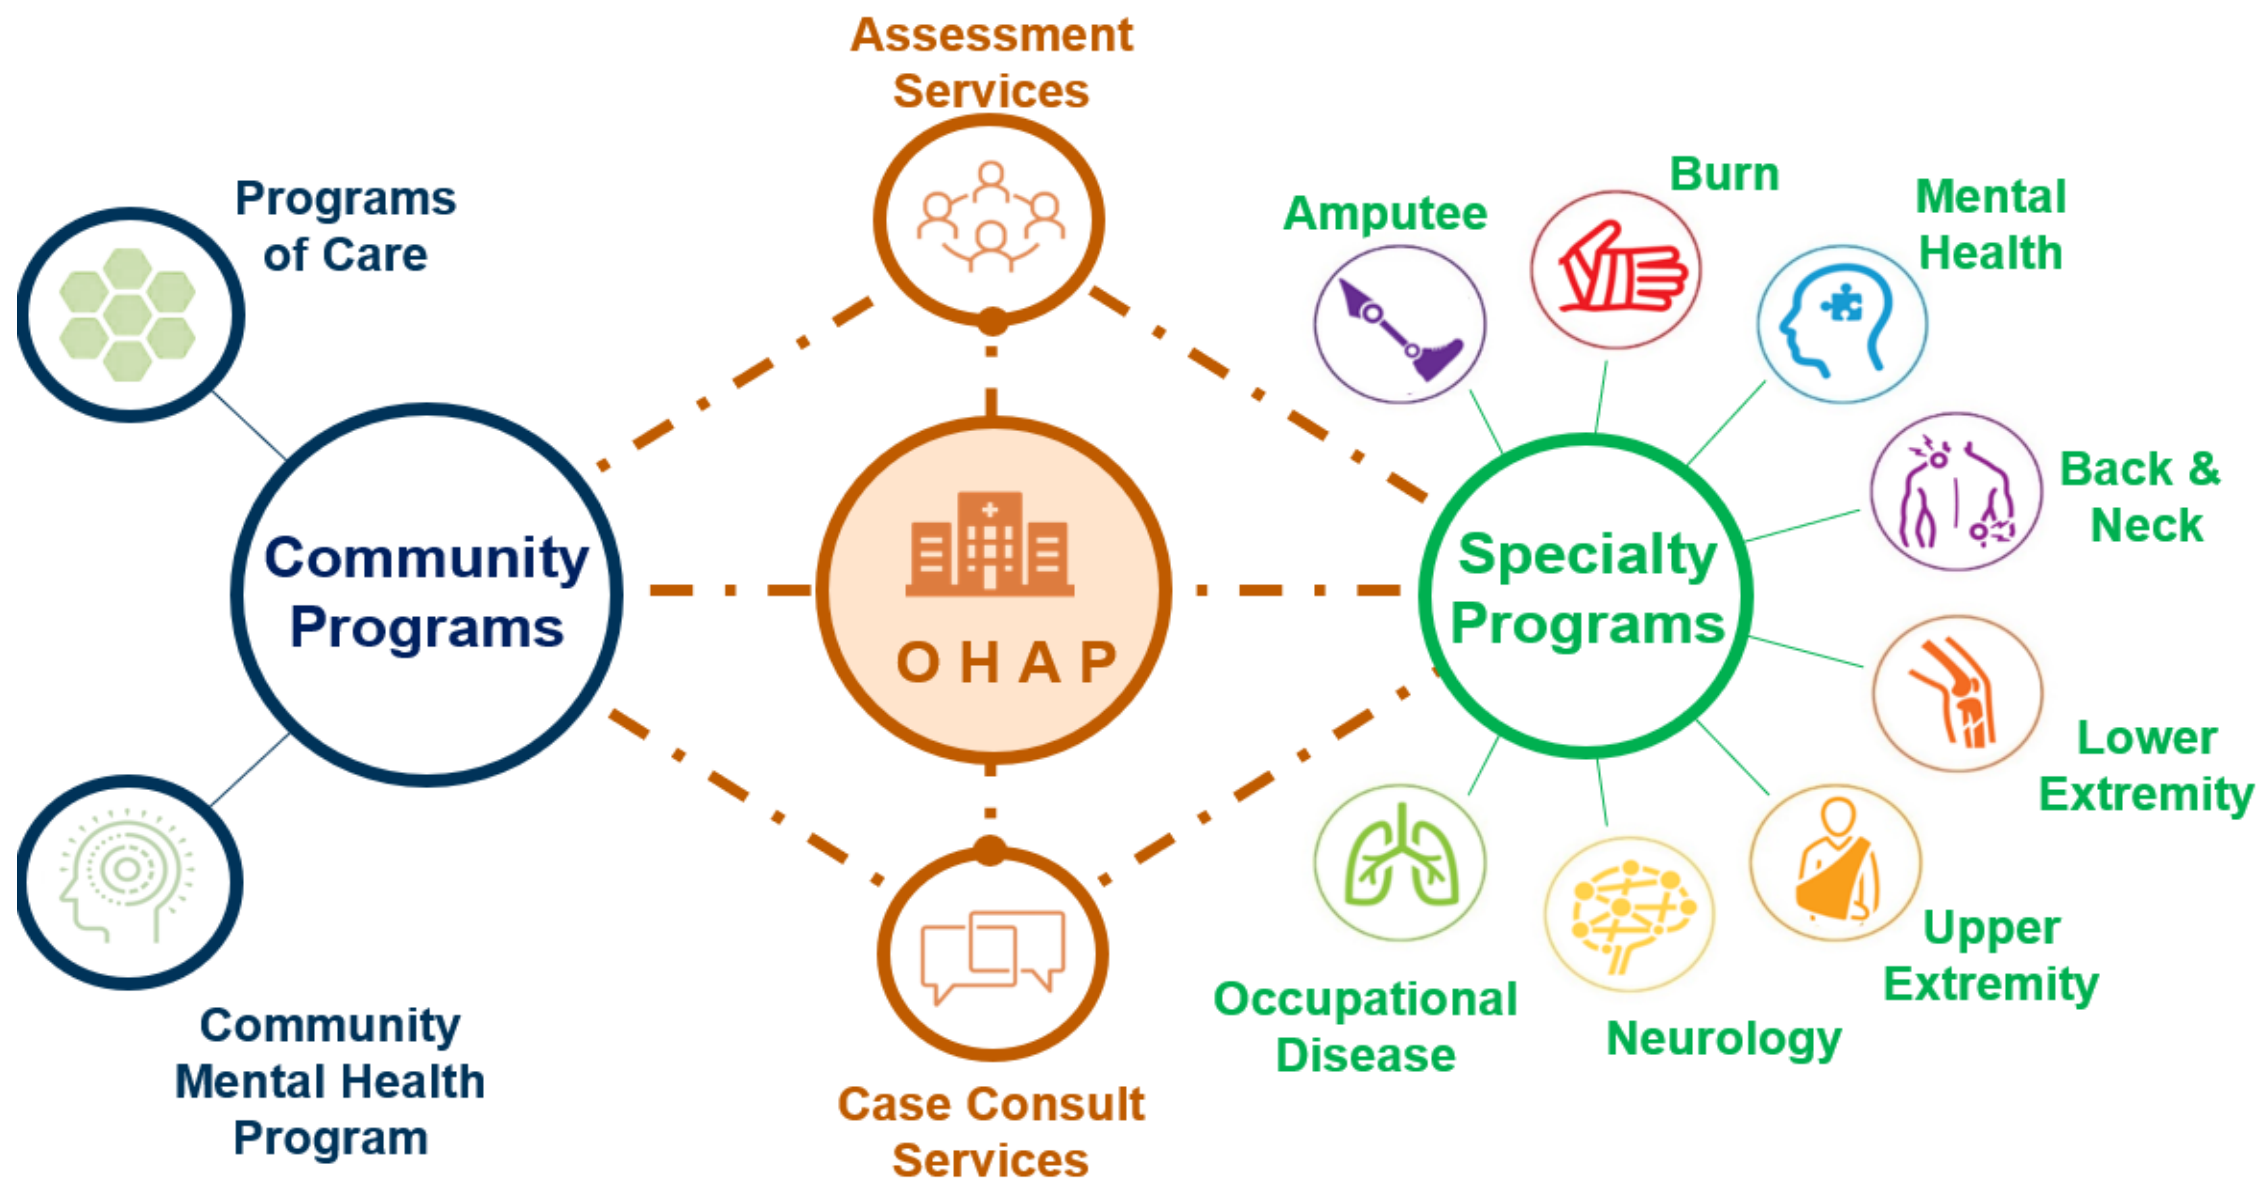 Assessment
Services
Programs
of Care
Community
Programs
Community
Mental Health
Program
O H A P
Case Consult
Services
Specialty
Programs
Amputee
Burn
Mental
Health
Back &
Neck
Lower
Extremity
Upper
Extremity
Neurology
Occupational
Disease